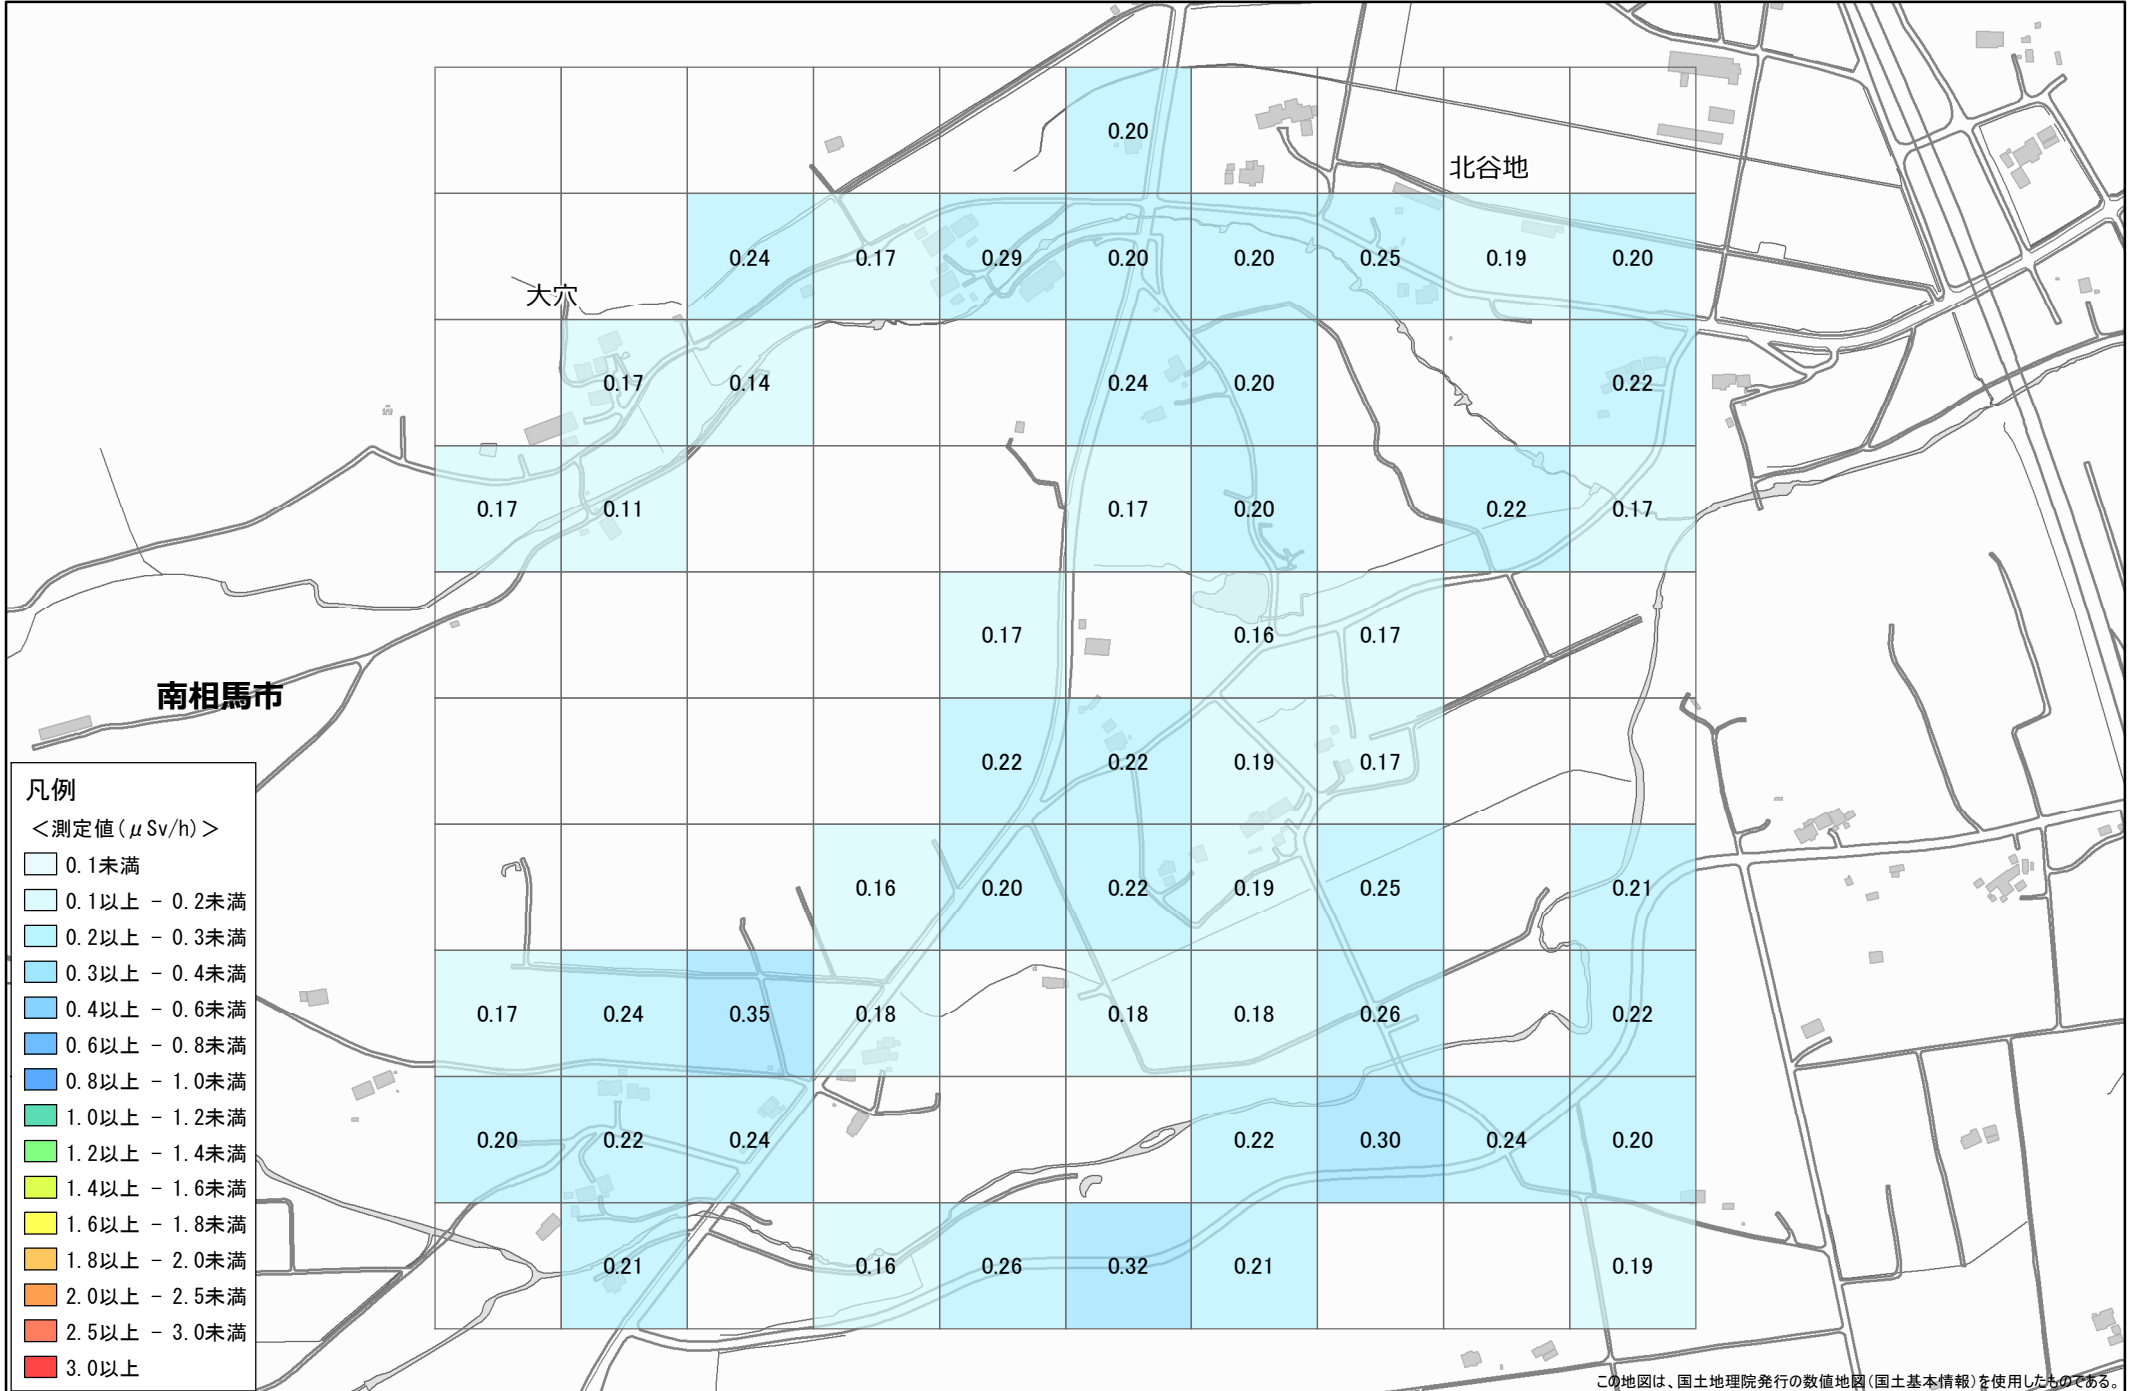 0.20
北谷地
0.24 0.17 0.29 0.20 0.20 0.25 0.19 0.20
大穴
0.17 0.14 0.24 0.20 0.22
0.17 0.11 0.17 0.20 0.22 0.17
0.17 0.16 0.17
南相馬市
0.22 0.22 0.19 0.17
0.16 0.20 0.22 0.19 0.25 0.21
0.17 0.24 0.35 0.18 0.18 0.18 0.26 0.22
0.20 0.22 0.24 0.22 0.30 0.24 0.20
0.21 0.16 0.26 0.32 0.21 0.19
凡例
＜測定値(μSv/h)＞
0.1未満
0.1以上 - 0.2未満
0.2以上 - 0.3未満
0.3以上 - 0.4未満
0.4以上 - 0.6未満
0.6以上 - 0.8未満
0.8以上 - 1.0未満
1.0以上 - 1.2未満
1.2以上 - 1.4未満
1.4以上 - 1.6未満
1.6以上 - 1.8未満
1.8以上 - 2.0未満
2.0以上 - 2.5未満
2.5以上 - 3.0未満
3.0以上
この地図は、国土地理院発行の数値地図(国土基本情報)を使用したものである。